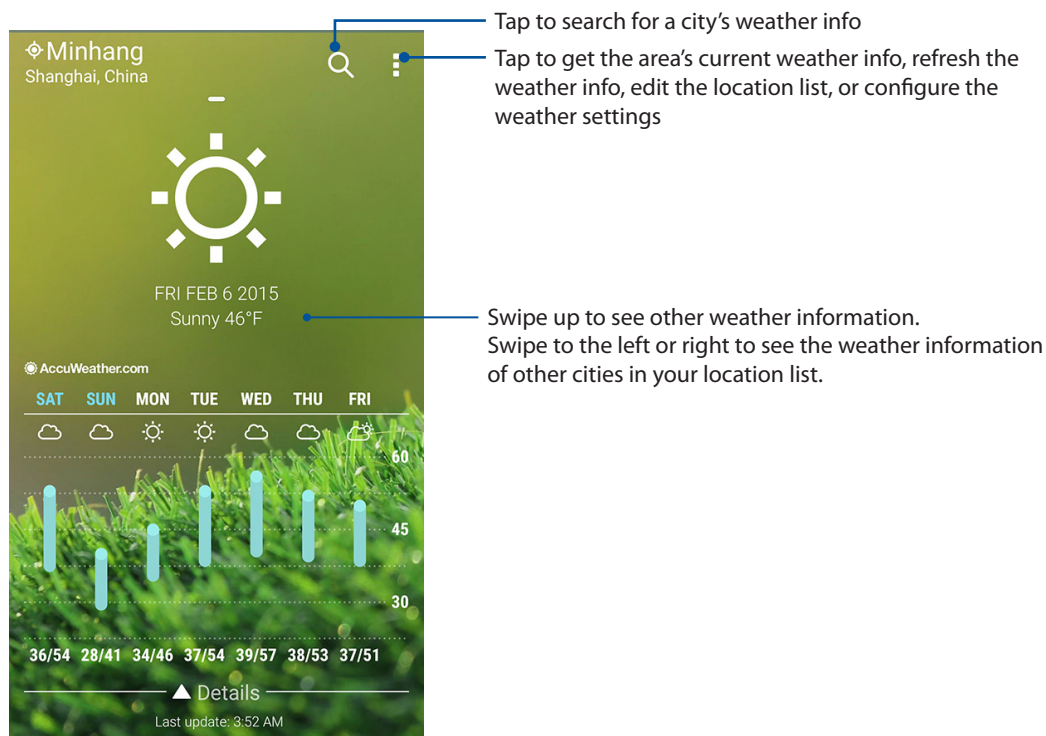 Tap to search for a city’s weather info
Tap to get the area’s current weather info, refresh the
weather info, edit the location list, or configure the
weather settings
Minhang
Shanghai, China
FRI FEB 6 2015
Sunny 46°F
Swipe up to see other weather information.
Swipe to the left or right to see the weather information
of other cities in your location list.
AccuWeather.com
SAT SUN MON TUE WED THU FRI
60
45
30
36/54 28/41 34/46 37/54 39/57 38/53 37/51
Details
Last update: 3:52 AM